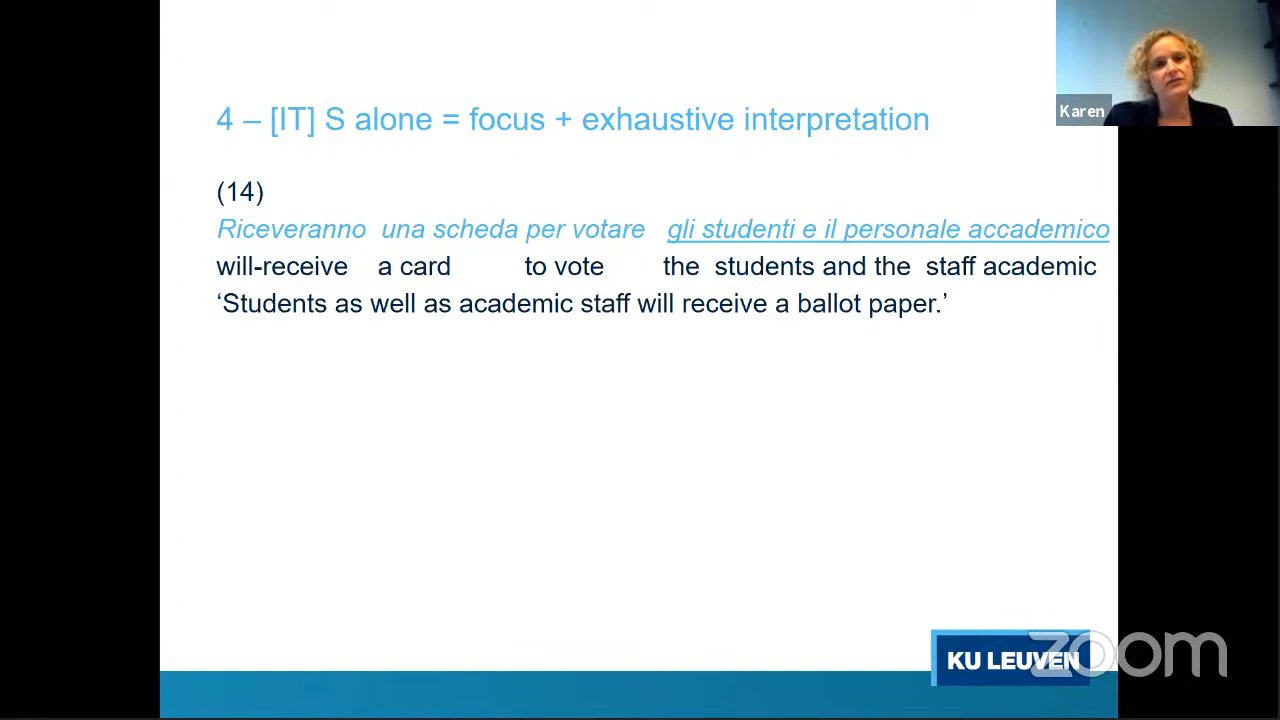 Karen
4 – [IT] S alone = focus + exhaustive interpretation
(14)
Riceveranno una scheda per votare gli studenti e il personale accademico
will-receive a card to vote the students and the staff academic
‘Students as well as academic staff will receive a ballot paper.’
KU LEUVEN
zoom